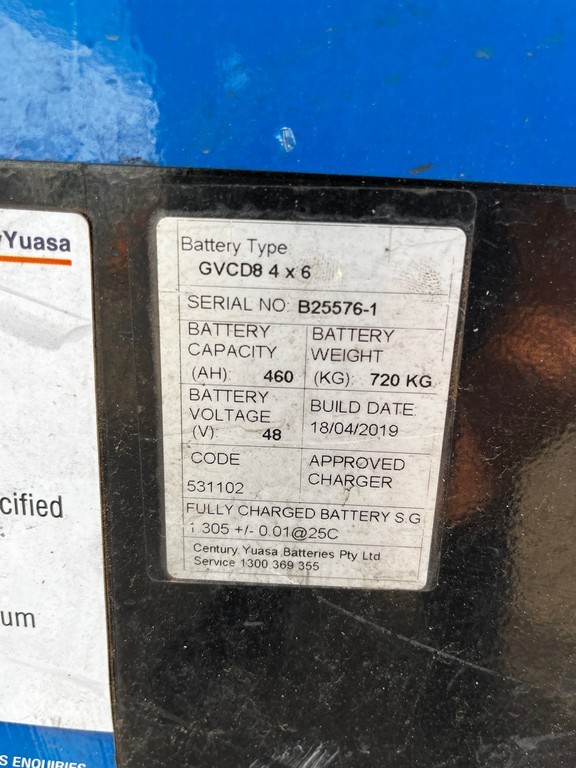 Yuasa
cified
um
S ENQUIRIES
Battery Type
GVCD8 4 x 6
SERIAL NO: B25576-1
BATTERY CAPACITY (AH): 460
BATTERY WEIGHT (KG): 720 KG
BATTERY VOLTAGE (V): 48
BUILD DATE: 18/04/2019
CODE 531102
APPROVED CHARGER
FULLY CHARGED BATTERY S.G
1.305 +/- 0.01@25C
Century Yuasa Batteries Pty Ltd
Service 1300 369 355